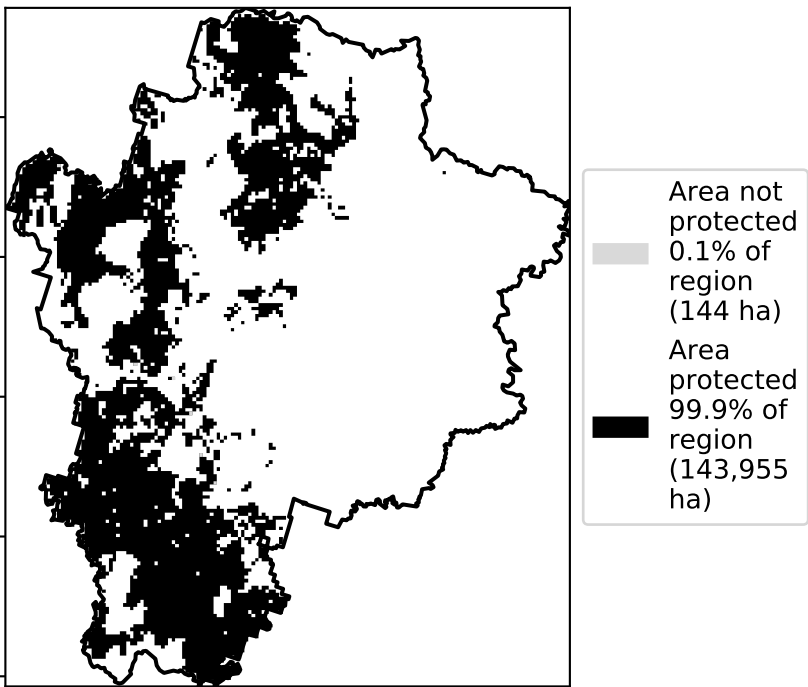 Area not
protected
0.1% of
region
(144 ha)
Area
protected
99.9% of
region
(143,955
ha)